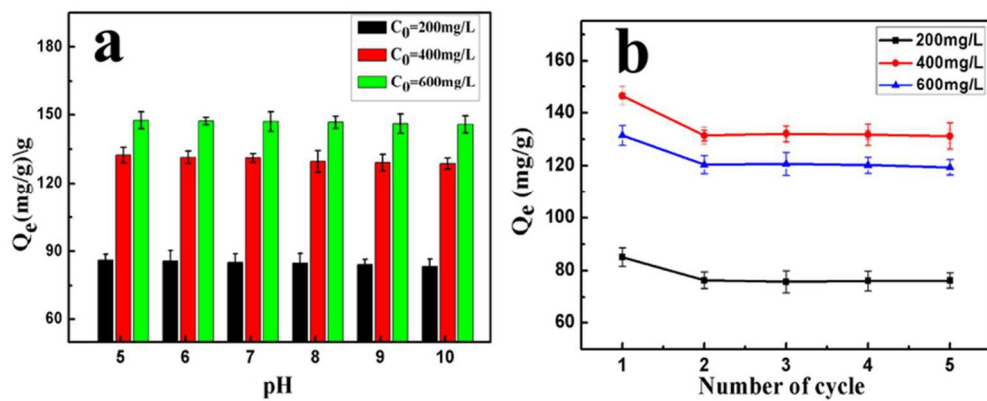 a
C0=200mg/L
C0=400mg/L
C0=600mg/L
180
150
120
90
60
Qe(mg/g)\g
5 6 7 8 9 10
pH
b
200mg/L
400mg/L
600mg/L
160
140
120
100
80
60
Qe (mg/g)
1 2 3 4 5
Number of cycle